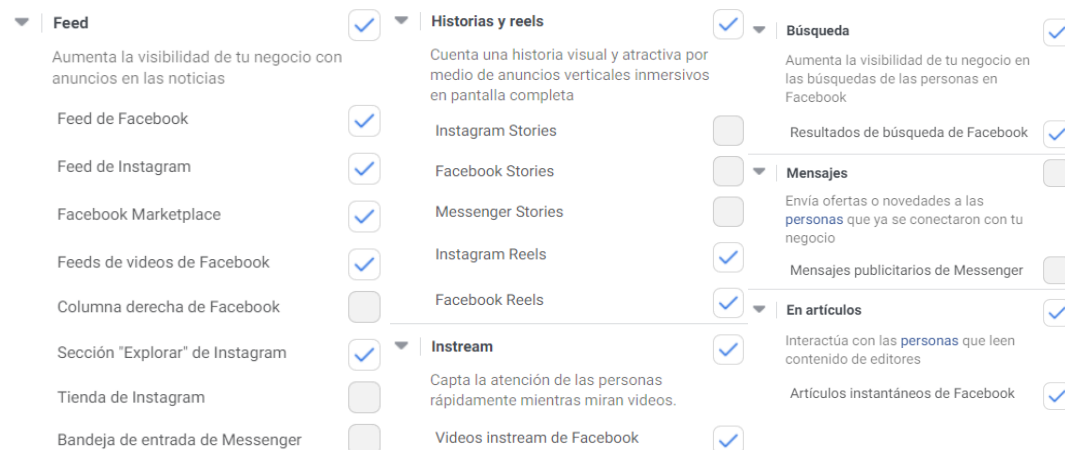 Feed
Aumenta la visibilidad de tu negocio con
anuncios en las noticias
Feed de Facebook
Feed de Instagram
Facebook Marketplace
Feeds de videos de Facebook
Columna derecha de Facebook
Sección "Explorar" de Instagram
Tienda de Instagram
Bandeja de entrada de Messenger
Historias y reels
Cuenta una historia visual y atractiva por
medio de anuncios verticales inmersivos
en pantalla completa
Instagram Stories
Facebook Stories
Messenger Stories
Instagram Reels
Facebook Reels
Instream
Capta la atención de las personas
rápidamente mientras miran videos.
Videos instream de Facebook
Búsqueda
Aumenta la visibilidad de tu negocio en
las búsquedas de las personas en
Facebook
Resultados de búsqueda de Facebook
Mensajes
Envía ofertas o novedades a las
personas que ya se conectaron con tu
negocio
Mensajes publicitarios de Messenger
En artículos
Interactúa con las personas que leen
contenido de editores
Artículos instantáneos de Facebook